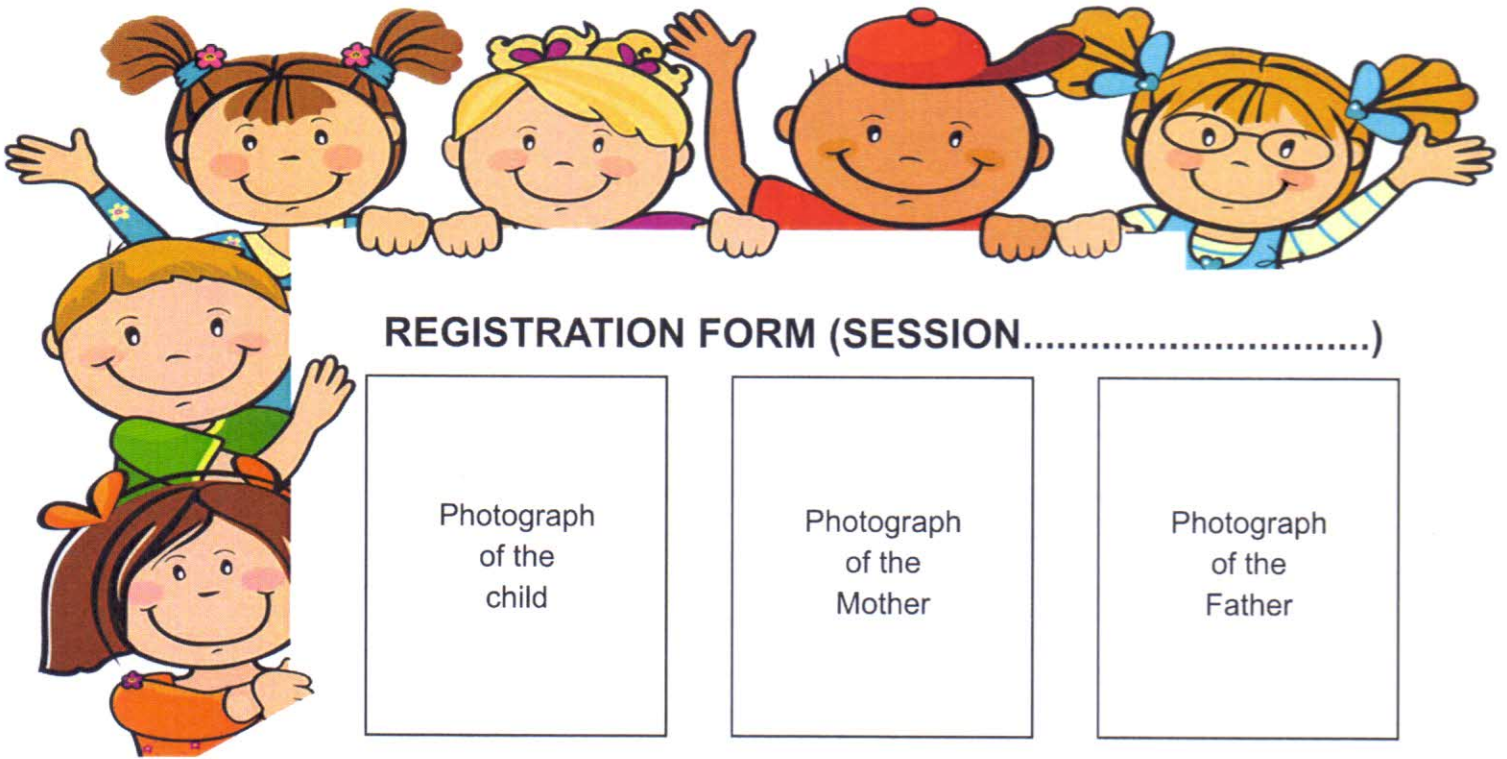 REGISTRATION FORM (SESSION...............................)
Photograph
of the
child
Photograph
of the
Mother
Photograph
of the
Father